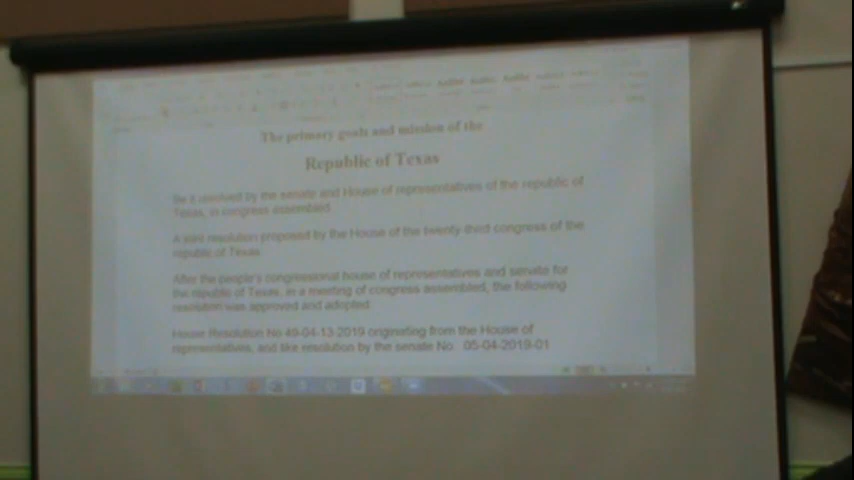 The primary goals and mission of the
Republic of Texas
Be it resolved by the senate and House of representatives of the republic of
Texas, in congress assembled.
A joint resolution proposed by the House of the twenty-third congress of the
republic of Texas
After the people's congressional house of representatives and senate for
the republic of Texas, in a meeting of congress assembled, the following
resolution was approved and adopted:
House Resolution No 49-04-13-2019 originating from the House of
representatives, and like resolution by the senate No: 05-04-2019-01